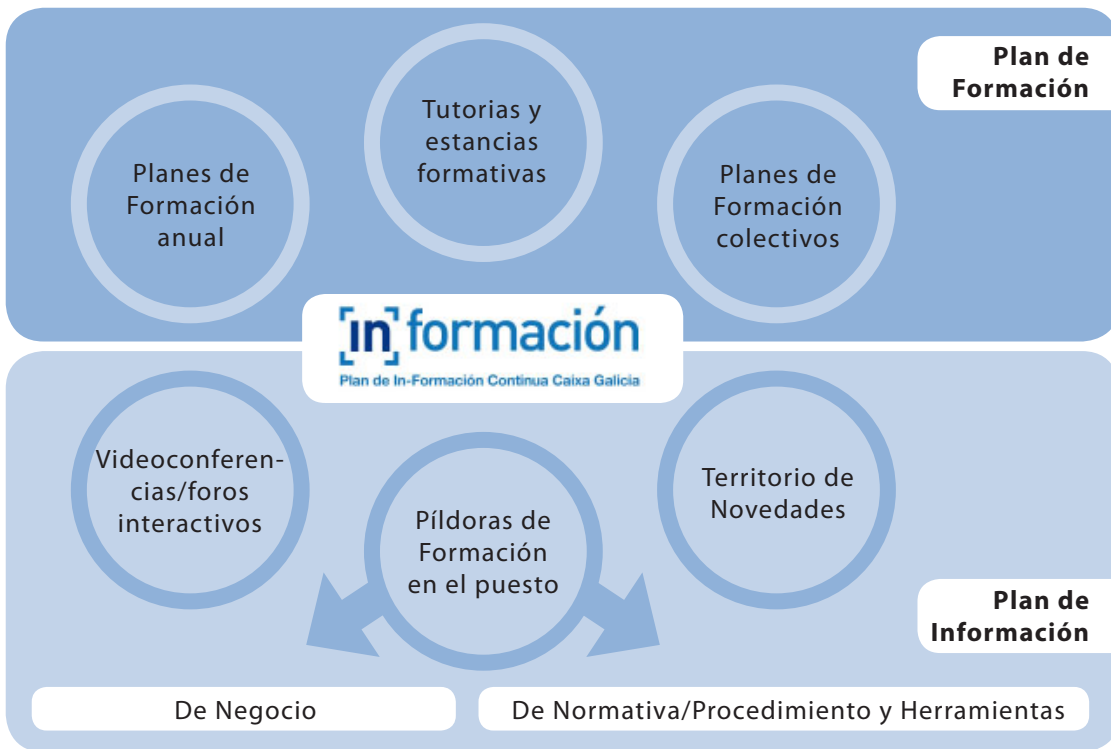 Plan de
Formación
Tutorias y
estancias
formativas
Planes de
Formación
anual
Planes de
Formación
colectivos
[in] formación
Plan de In-Formación Continua Caixa Galicia
Videoconferen-
cias/foros
interactivos
Píldoras de
Formación
en el puesto
Territorio de
Novedades
Plan de
Información
De Negocio
De Normativa/Procedimiento y Herramientas